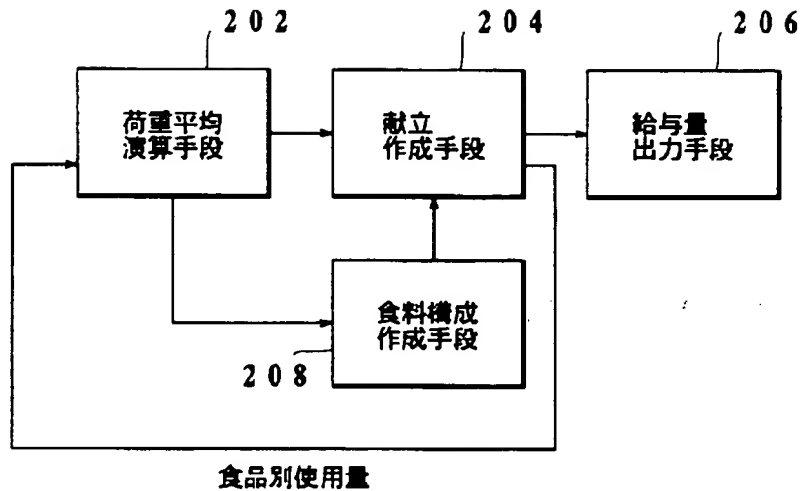 202
204
206
荷重平均
演算手段
献立
作成手段
給与量
出力手段
食料構成
作成手段
208
食品別使用量